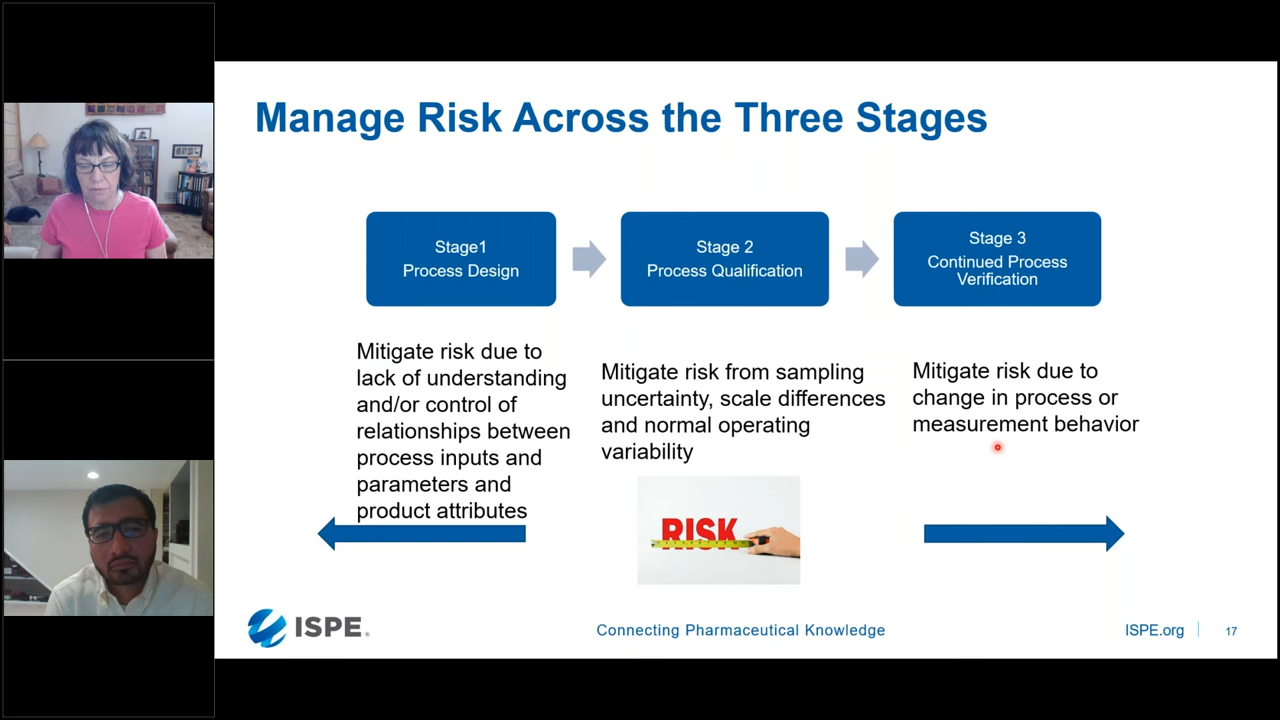 Manage Risk Across the Three Stages
Stage1
Process Design
Stage 2
Process Qualification
Stage 3
Continued Process
Verification
Mitigate risk due to
lack of understanding
and/or control of
relationships between
process inputs and
parameters and
product attributes
Mitigate risk from sampling
uncertainty, scale differences
and normal operating
variability
Mitigate risk due to
change in process or
measurement behavior
RISK
ISPE.
Connecting Pharmaceutical Knowledge
ISPE.org
17